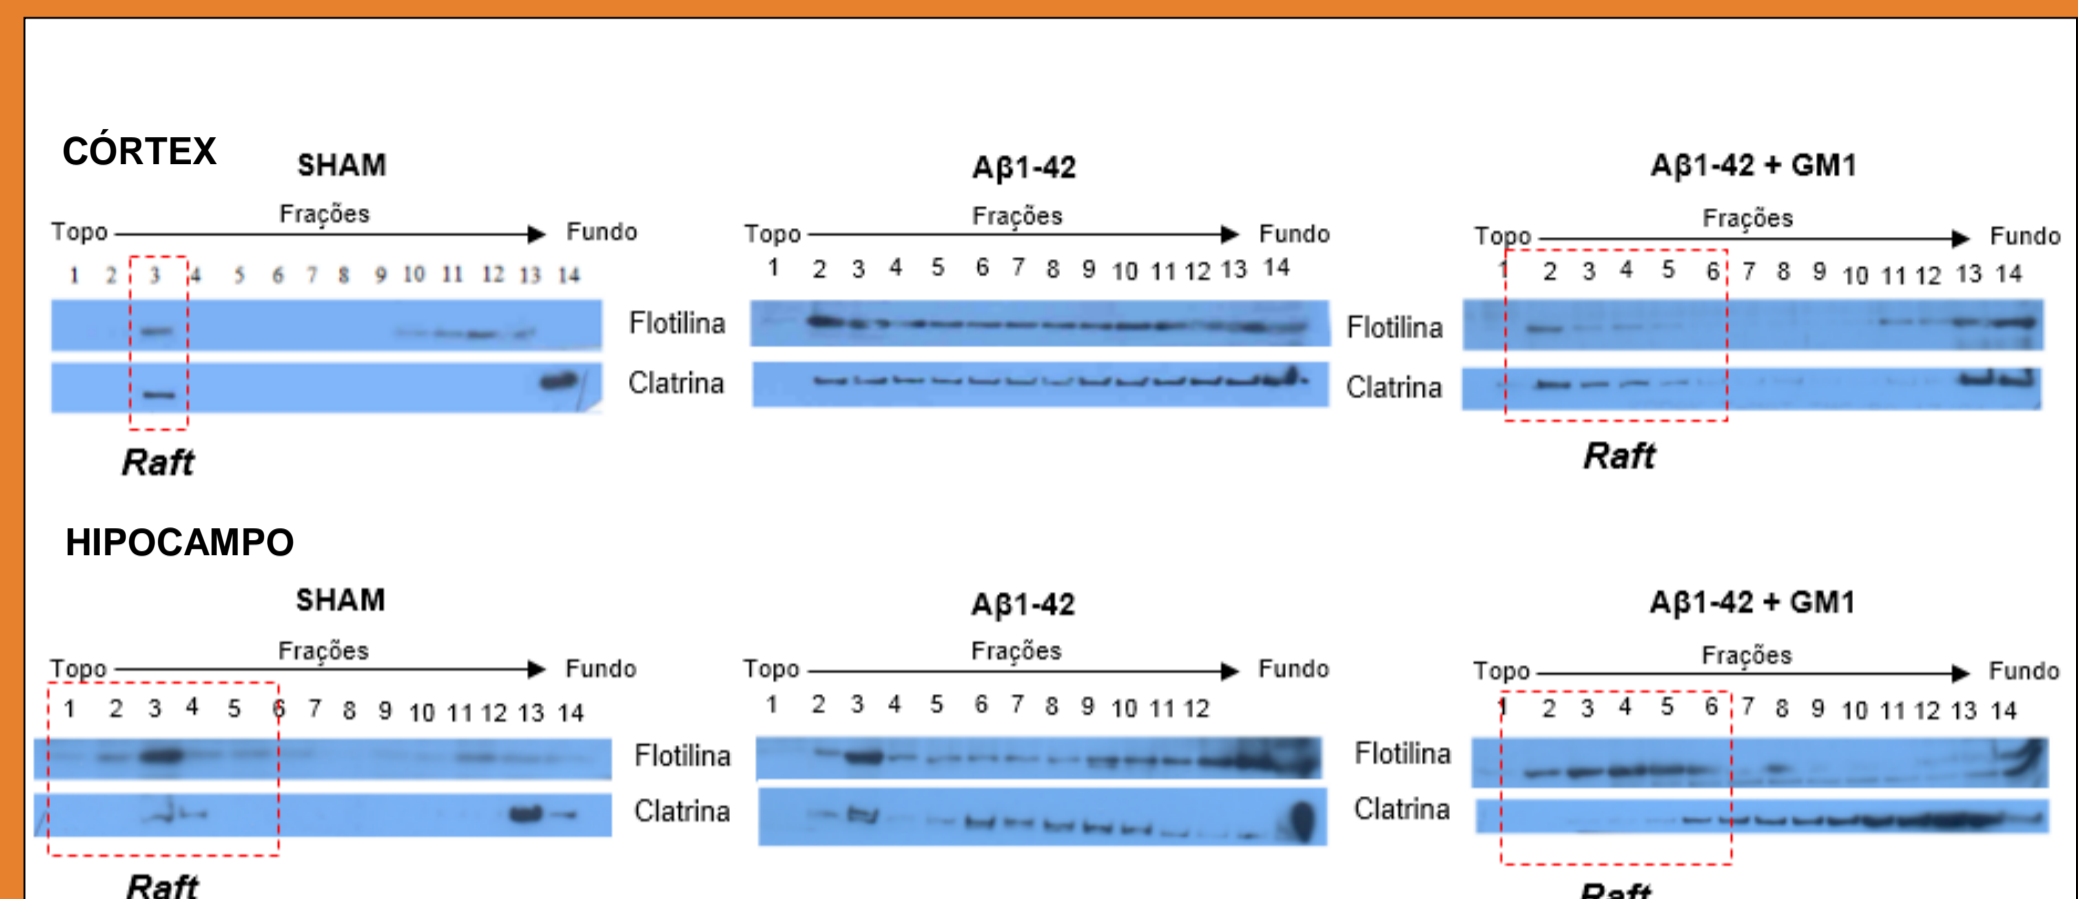 CÓRTEX
SHAM
Aβ1-42
Aβ1-42 + GM1
Frações
Frações
Frações
Topo
Fundo
Topo
Fundo
Topo
Fundo
1 2 3 4 5 6 7 8 9 10 11 12 13 14
1 2 3 4 5 6 7 8 9 10 11 12 13 14
1 2 3 4 5 6 7 8 9 10 11 12 13 14
Flotilina
Flotilina
Clatrina
Clatrina
Raft
Raft
HIPOCAMPO
SHAM
Aβ1-42
Aβ1-42 + GM1
Frações
Frações
Frações
Topo
Fundo
Topo
Fundo
Topo
Fundo
1 2 3 4 5 6 7 8 9 10 11 12 13 14
1 2 3 4 5 6 7 8 9 10 11 12
1 2 3 4 5 6 7 8 9 10 11 12 13 14
Flotilina
Flotilina
Clatrina
Clatrina
Raft
Raft